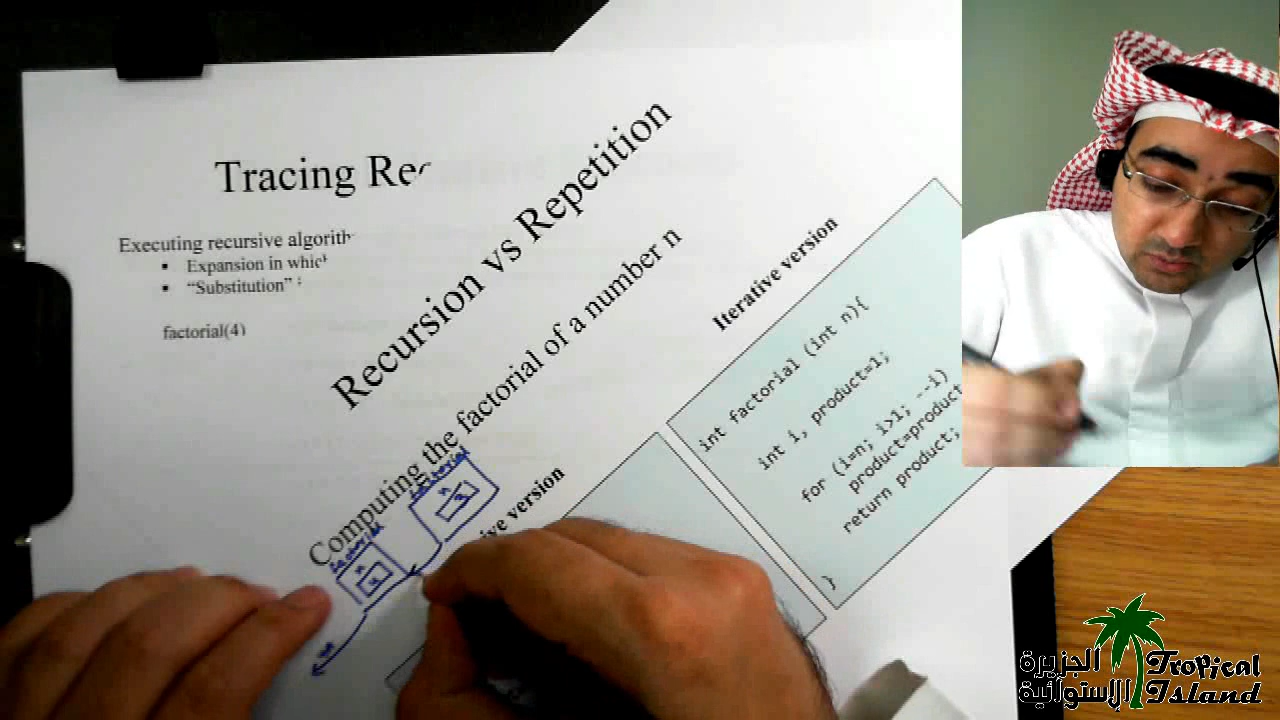 Tracing Rec
Executing recursive algorith
▪ Expansion in which
▪ “Substitution”
factorial(4)
Recursion vs Repetition
Computing the factorial of a number n
factorial
n
factorial
n
ive version
Iterative version
int factorial (int n){
int i, product=1;
for (i=n; i>1; --i)
product=product
return product;
}
الجزيرة
الإستوائية
Tropical
Island